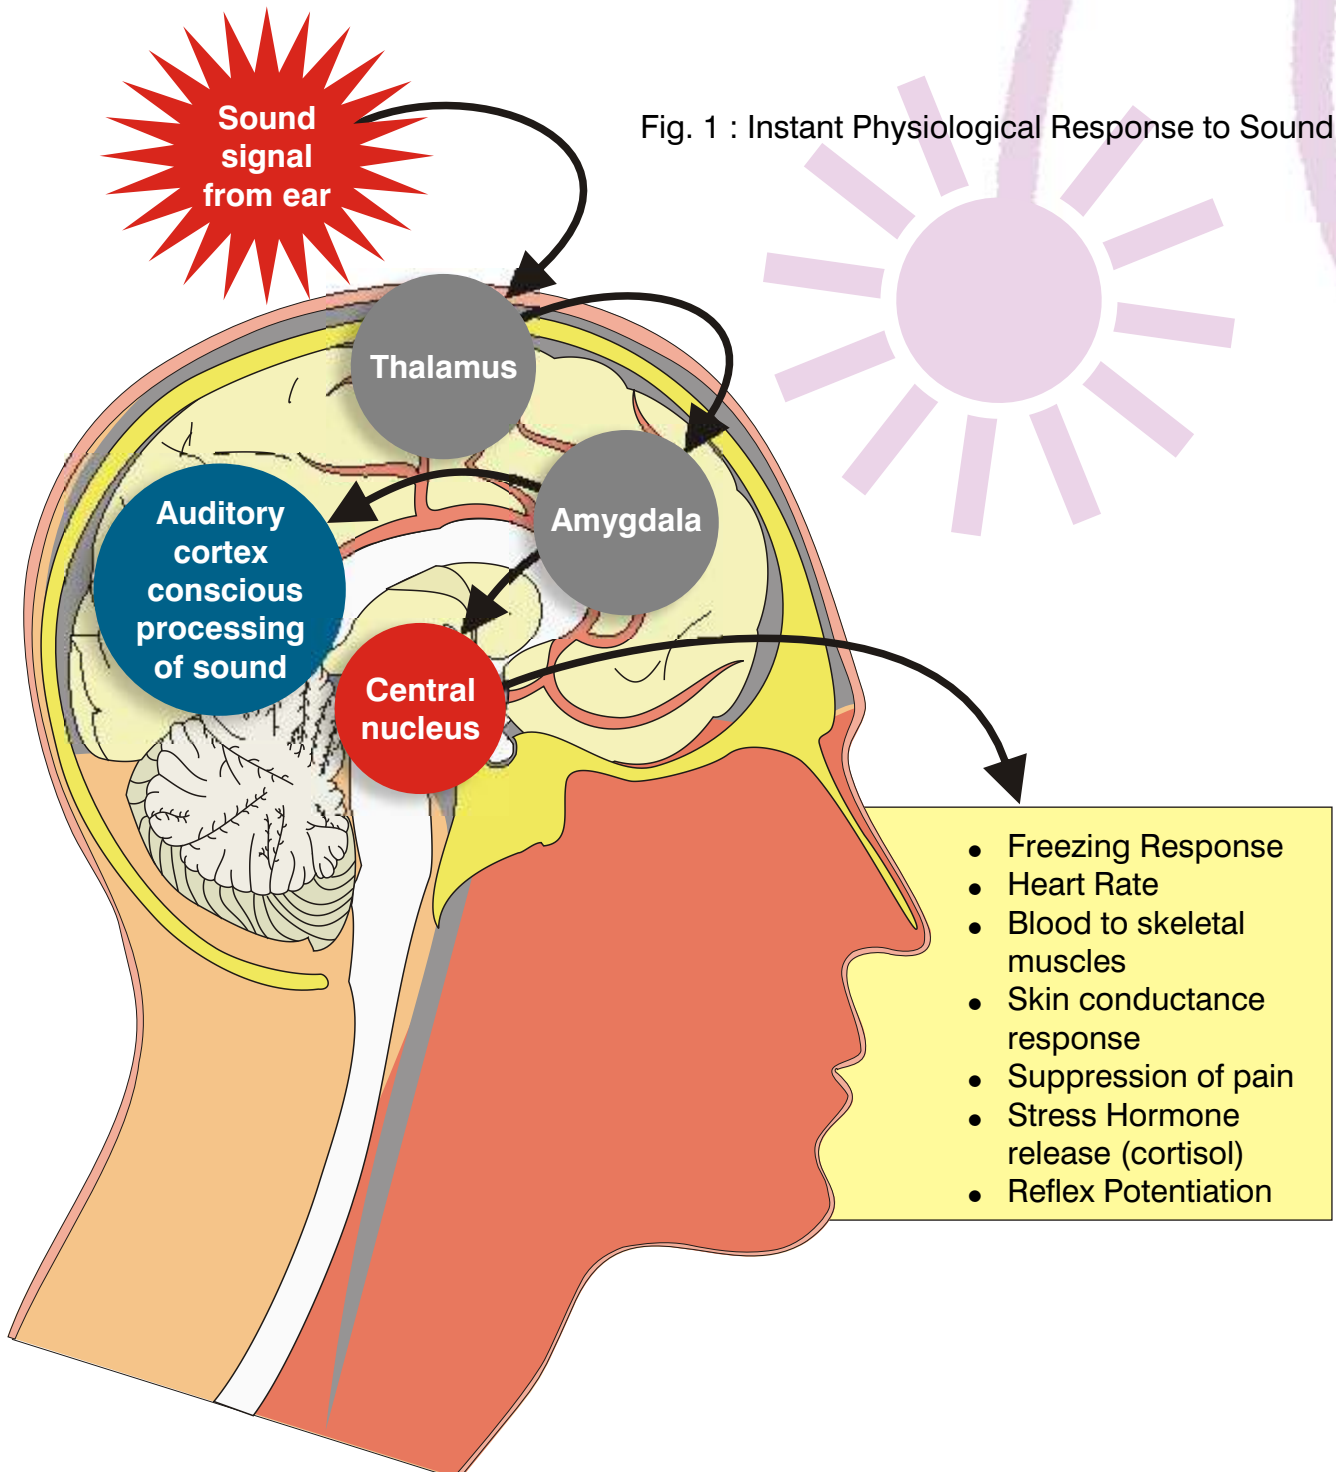 Sound
signal
from ear
Fig. 1 : Instant Physiological Response to Sound
Thalamus
Amygdala
Auditory
cortex
conscious
processing
of sound
Central
nucleus
• Freezing Response
• Heart Rate
• Blood to skeletal
muscles
• Skin conductance
response
• Suppression of pain
• Stress Hormone
release (cortisol)
• Reflex Potentiation